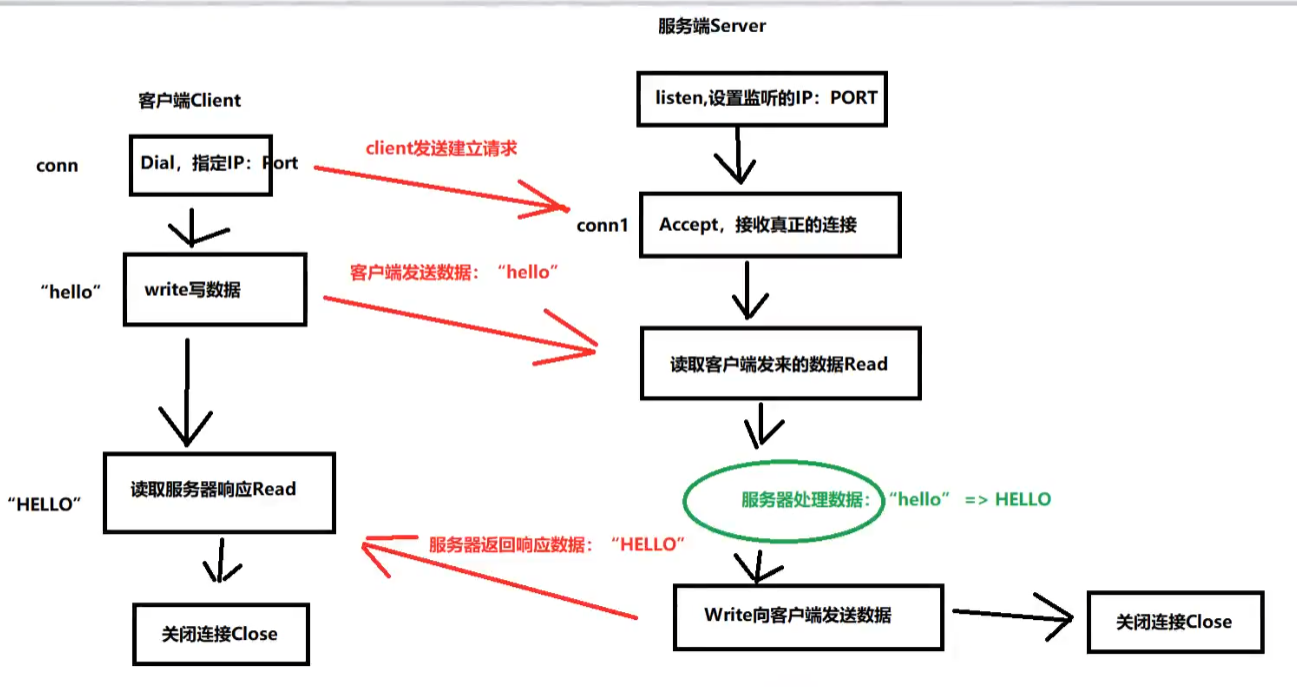 服务端Server
listen,设置监听的IP：PORT
客户端Client
conn
Dial，指定IP：Port
client发送建立请求
conn1
Accept，接收真正的连接
“hello”
write写数据
客户端发送数据：“hello”
读取客户端发来的数据Read
“HELLO”
读取服务器响应Read
服务器处理数据：“hello” => HELLO
服务器返回响应数据：“HELLO”
Write向客户端发送数据
关闭连接Close
关闭连接Close